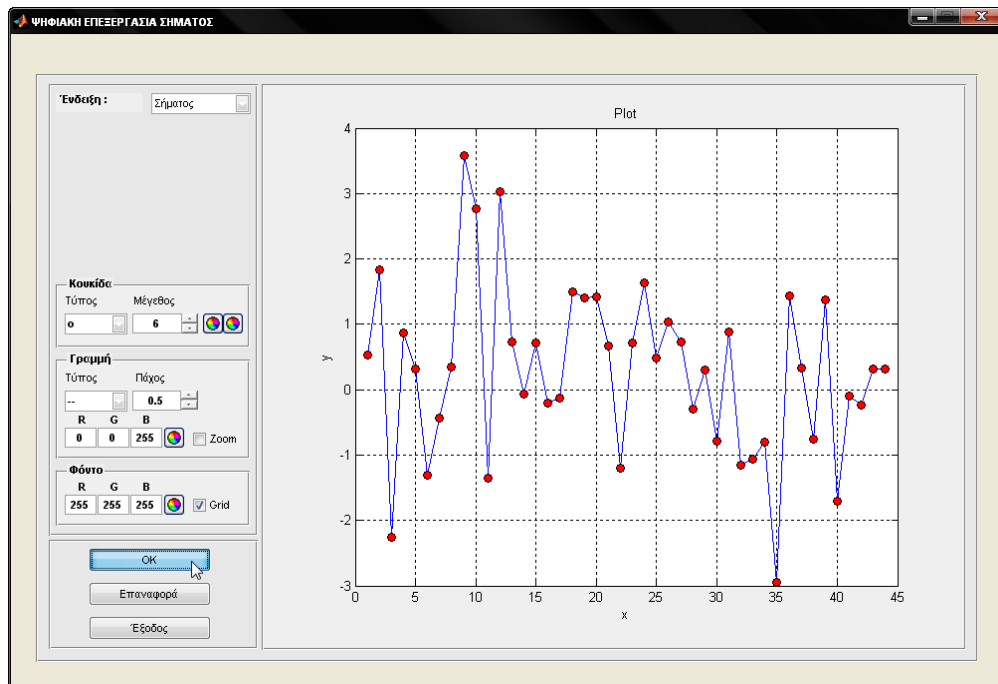 ΨΗΦΙΑΚΗ ΕΠΕΞΕΡΓΑΣΙΑ ΣΗΜΑΤΟΣ
Ένδειξη :
Σήματος
Κουκίδα
Τύπος Μέγεθος
o 6
Γραμμή
Τύπος Πάχος
-- 0.5
R G B
0 0 255 Zoom
Φόντο
R G B
255 255 255 Grid
OK
Επαναφορά
Έξοδος
Plot
4
3
2
1
0
-1
-2
-3
y
0 5 10 15 20 25 30 35 40 45
x